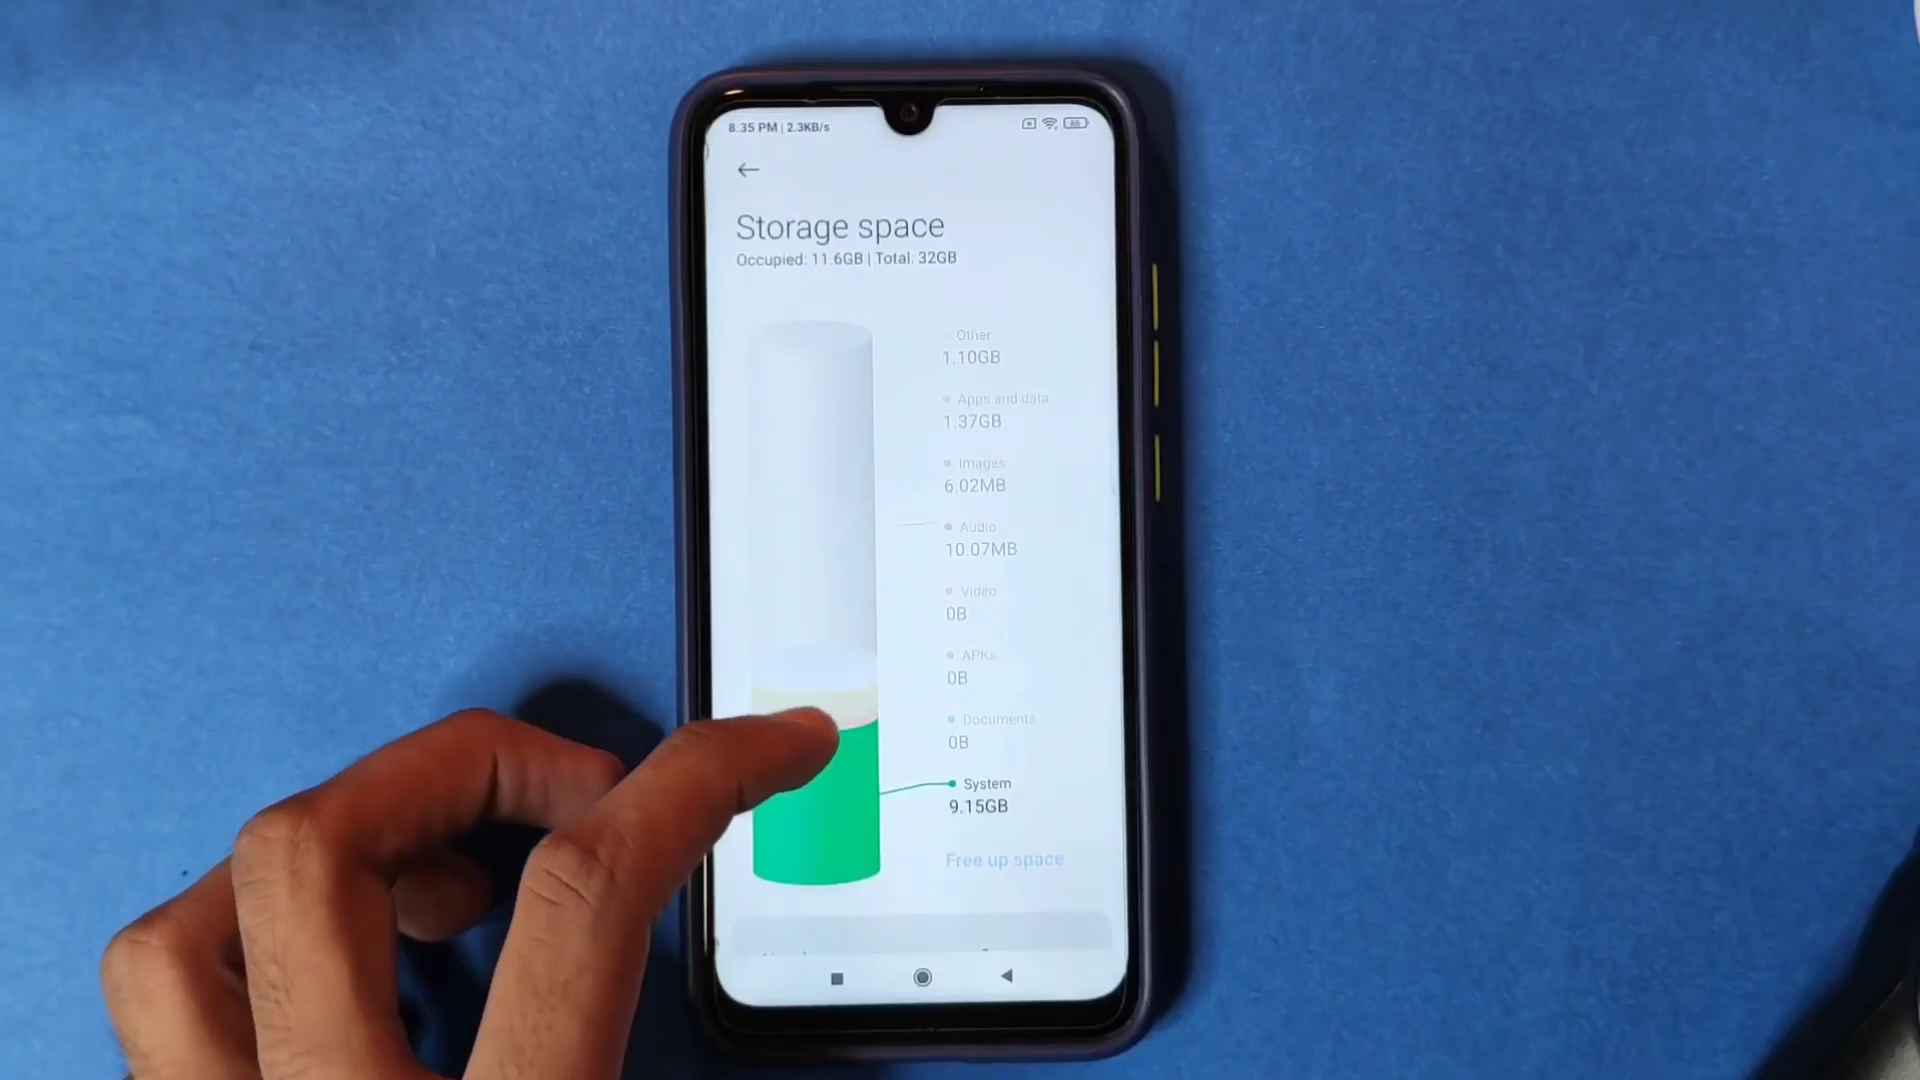 8:35 PM | 2.3KB/s
66
Storage space
Occupied: 11.6GB | Total: 32GB
Other
1.10GB
Apps and data
1.37GB
Images
6.02MB
Audio
10.07MB
Video
0B
APKs
0B
Documents
0B
System
9.15GB
Free up space